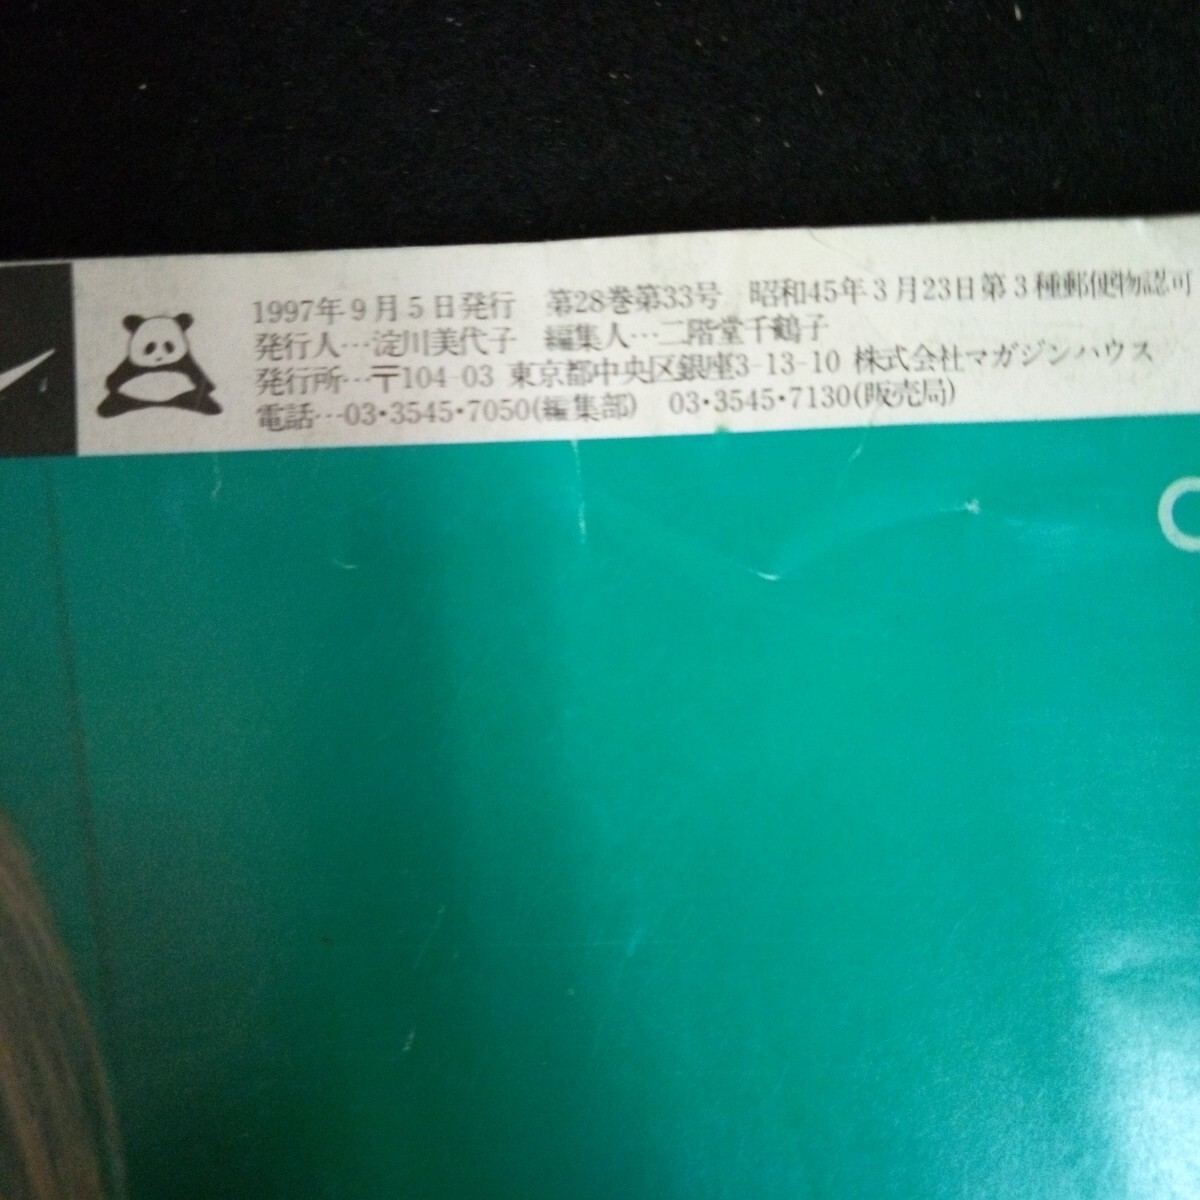 1997年9月5日発行　第28巻第33号　昭和45年3月23日第3種郵便物認可
発行人…淀川美代子　編集人…二階堂千鶴子
発行所…〒104-03 東京都中央区銀座3-13-10 株式会社マガジンハウス
電話…03・3545・7050(編集部)　03・3545・7130(販売局)